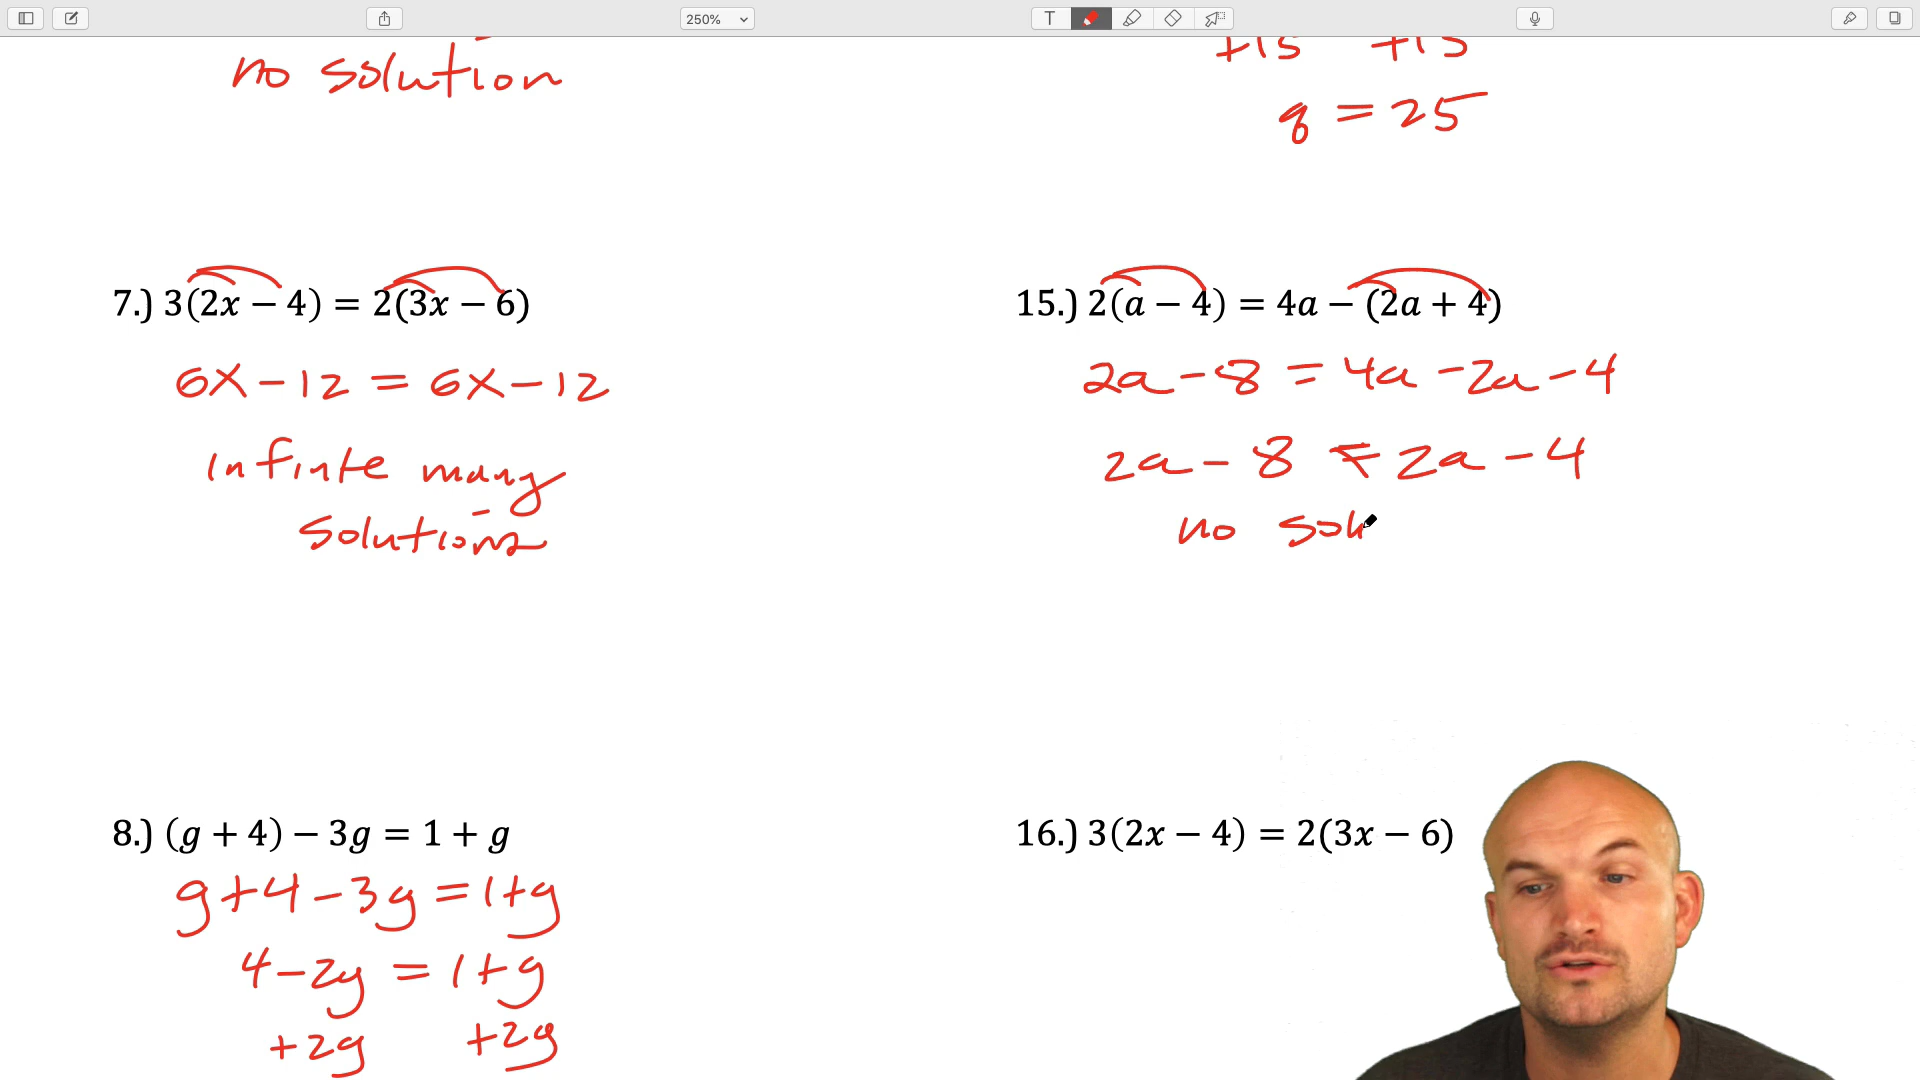 250%
T
no solution
+15 +15
q = 25
7.) 3(2x − 4) = 2(3x − 6)
6x − 12 = 6x − 12
Infinte many
solutions
15.) 2(a − 4) = 4a − (2a + 4)
2a − 8 = 4a − 2a − 4
2a − 8 ≠ 2a − 4
no solu
8.) (g + 4) − 3g = 1 + g
g + 4 − 3g = 1 + g
4 − 2g = 1 + g
+2g +2g
16.) 3(2x − 4) = 2(3x − 6)